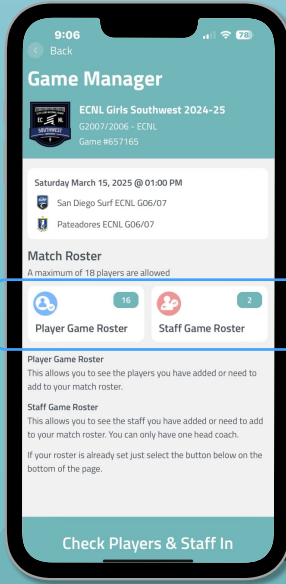 9:06
78
Back
Game Manager
EC NL
SOUTHWEST
ECNL Girls Southwest 2024-25
G2007/2006 - ECNL
Game #657165
Saturday March 15, 2025 @ 01:00 PM
San Diego Surf ECNL G06/07
Pateadores ECNL G06/07
Match Roster
A maximum of 18 players are allowed
16
2
Player Game Roster
Staff Game Roster
Player Game Roster
This allows you to see the players you have added or need to
add to your match roster.
Staff Game Roster
This allows you to see the staff you have added or need to add
to your match roster. You can only have one head coach.
If your roster is already set just select the button below on the
bottom of the page.
Check Players & Staff In